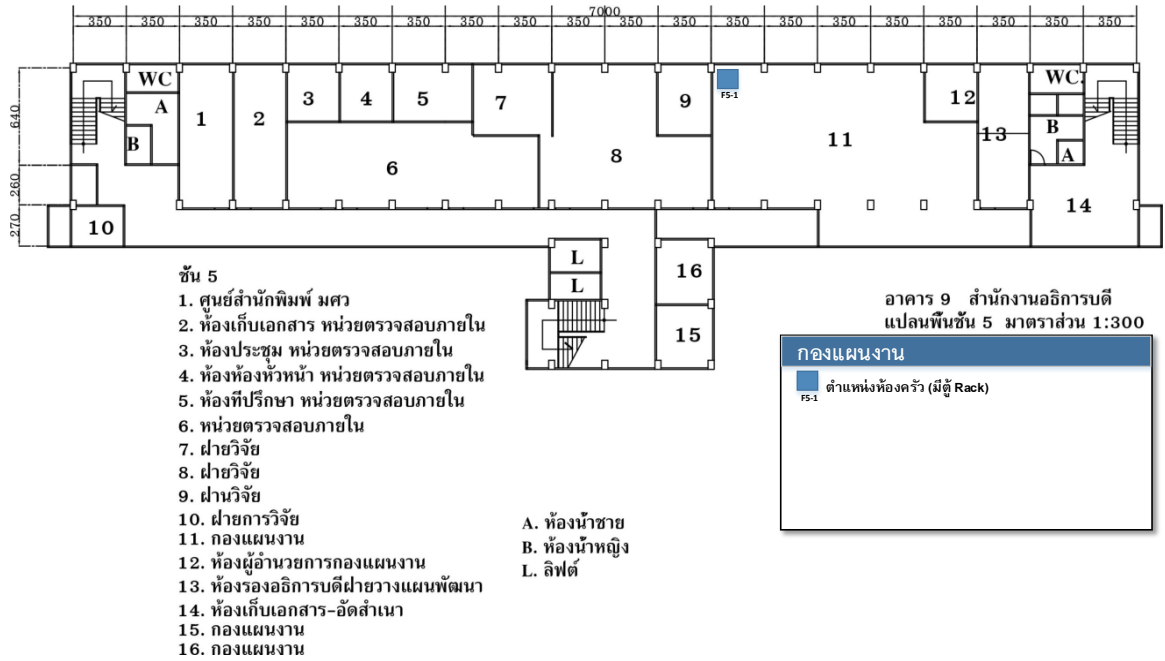 7000
350 350 350 350 350 350 350 350 350 350 350 350 350 350 350 350 350 350 350 350
640
260
270
WC
A
B
1
2
3
4
5
6
7
8
9
F5-1
10
11
12
13
WC.
B
A
14
L
L
16
15
ชั้น 5
1. ศูนย์สำนักพิมพ์ มศว
2. ห้องเก็บเอกสาร หน่วยตรวจสอบภายใน
3. ห้องประชุม หน่วยตรวจสอบภายใน
4. ห้องห้องหัวหน้า หน่วยตรวจสอบภายใน
5. ห้องที่ปรึกษา หน่วยตรวจสอบภายใน
6. หน่วยตรวจสอบภายใน
7. ฝ่ายวิจัย
8. ฝ่ายวิจัย
9. ฝ่านวิจัย
10. ฝ่ายการวิจัย
11. กองแผนงาน
12. ห้องผู้อำนวยการกองแผนงาน
13. ห้องรองอธิการบดีฝ่ายวางแผนพัฒนา
14. ห้องเก็บเอกสาร-อัดสำเนา
15. กองแผนงาน
16. กองแผนงาน
A. ห้องน้ำชาย
B. ห้องน้ำหญิง
L. ลิฟต์
อาคาร 9 สำนักงานอธิการบดี
แปลนพื้นชั้น 5 มาตราส่วน 1:300
กองแผนงาน
ตำแหน่งห้องครัว (มีตู้ Rack)
F5-1